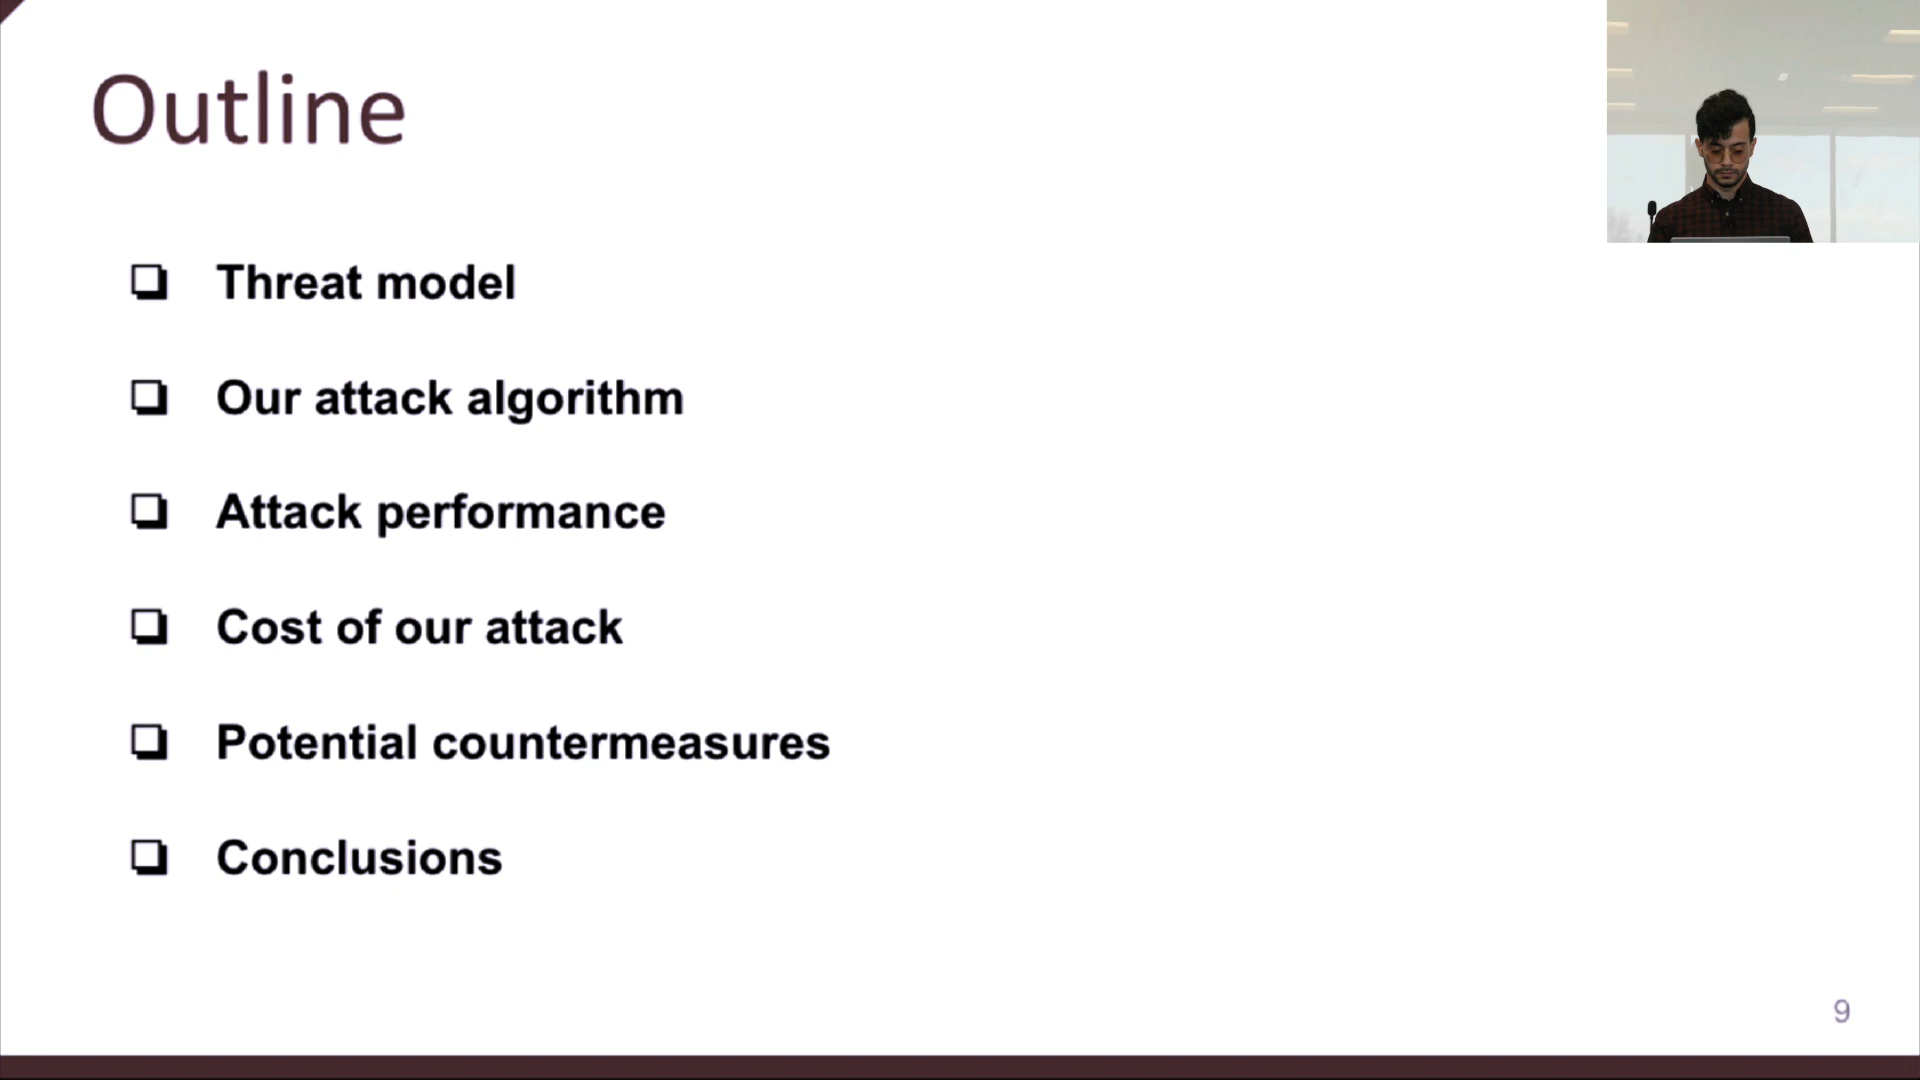 Outline
Threat model
Our attack algorithm
Attack performance
Cost of our attack
Potential countermeasures
Conclusions
9